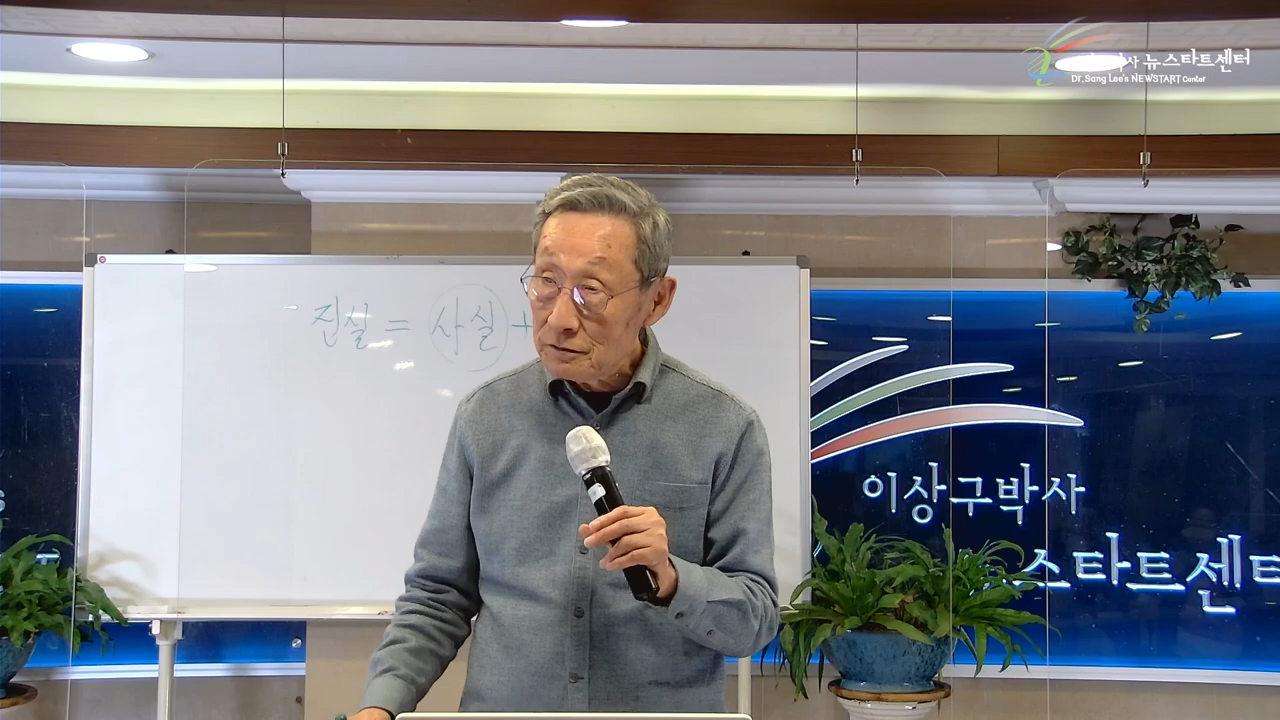 뉴스타트센터
Dr.Sang Lee's NEWSTART Center
진실 = 사실 +
이상구박사
스타트센터